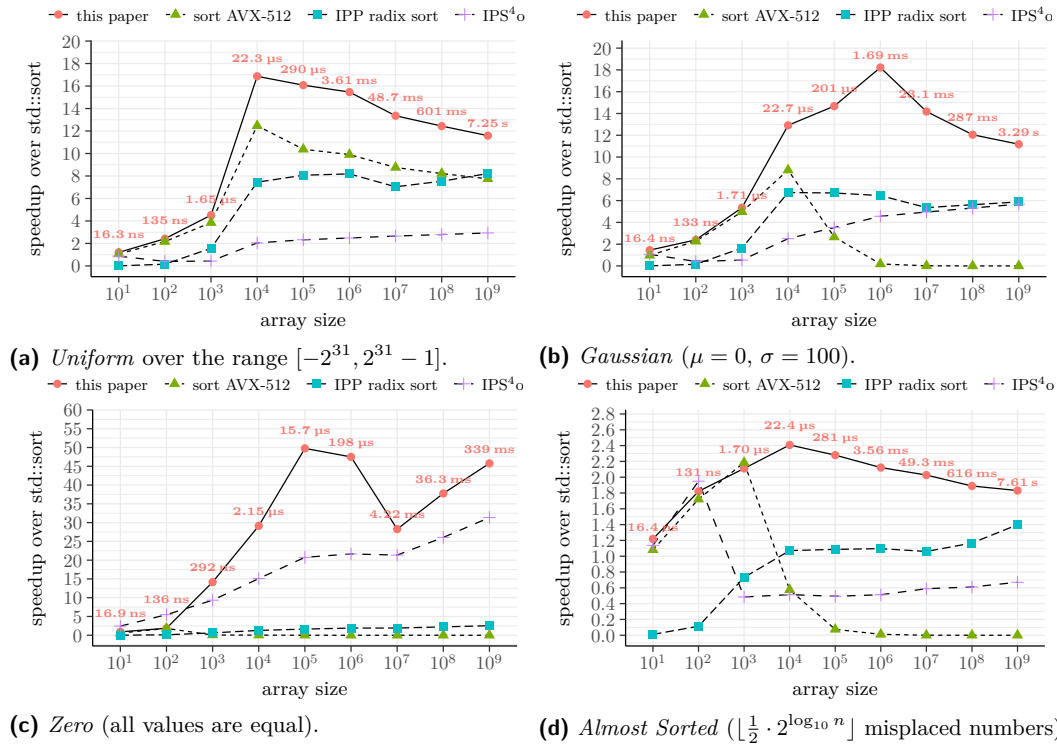 this paper sort AVX-512 IPP radix sort IPS⁴o
speedup over std::sort
20
18
16
14
12
10
8
6
4
2
0
16.3 ns
135 ns
1.65 µs
22.3 µs
290 µs
3.61 ms
48.7 ms
601 ms
7.25 s
10¹ 10² 10³ 10⁴ 10⁵ 10⁶ 10⁷ 10⁸ 10⁹
array size
(a) Uniform over the range [−2³¹, 2³¹ − 1].
this paper sort AVX-512 IPP radix sort IPS⁴o
speedup over std::sort
20
18
16
14
12
10
8
6
4
2
0
16.4 ns
133 ns
1.71 µs
22.7 µs
201 µs
1.69 ms
23.1 ms
287 ms
3.29 s
10¹ 10² 10³ 10⁴ 10⁵ 10⁶ 10⁷ 10⁸ 10⁹
array size
(b) Gaussian (μ = 0, σ = 100).
this paper sort AVX-512 IPP radix sort IPS⁴o
speedup over std::sort
60
55
50
45
40
35
30
25
20
15
10
5
0
16.9 ns
136 ns
292 ns
2.15 µs
15.7 µs
198 µs
4.22 ms
36.3 ms
339 ms
10¹ 10² 10³ 10⁴ 10⁵ 10⁶ 10⁷ 10⁸ 10⁹
array size
(c) Zero (all values are equal).
this paper sort AVX-512 IPP radix sort IPS⁴o
speedup over std::sort
2.8
2.6
2.4
2.2
2.0
1.8
1.6
1.4
1.2
1.0
0.8
0.6
0.4
0.2
0.0
16.4 ns
131 ns
1.70 µs
22.4 µs
281 µs
3.56 ms
49.3 ms
616 ms
7.61 s
10¹ 10² 10³ 10⁴ 10⁵ 10⁶ 10⁷ 10⁸ 10⁹
array size
(d) Almost Sorted (⌊½ · 2^{log₁₀ n}⌋ misplaced numbers)